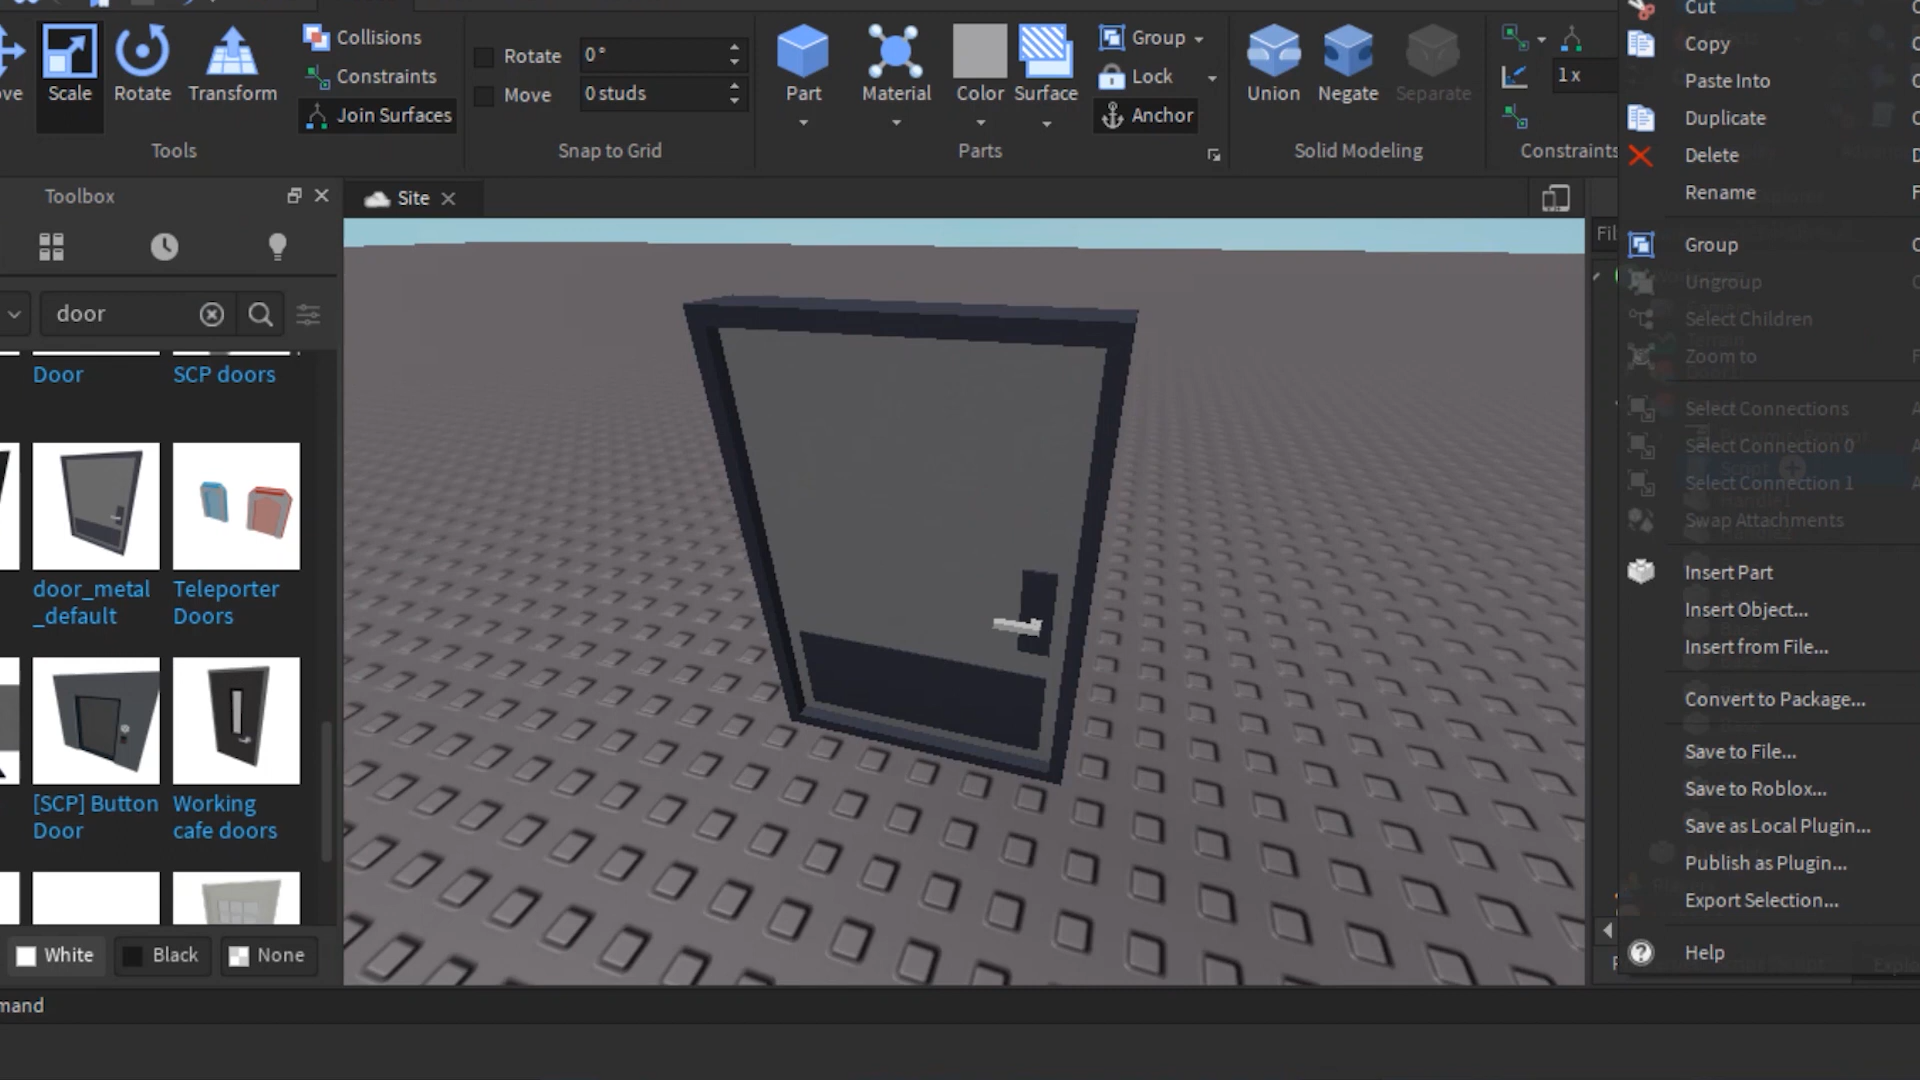 ove
Scale
Rotate
Transform
Collisions
Constraints
Join Surfaces
Tools
Rotate
0°
Move
0 studs
Snap to Grid
Part
Material
Color
Surface
Group
Lock
Anchor
Parts
Union
Negate
Separate
Solid Modeling
1x
Constraints
Toolbox
Site
door
Door
SCP doors
door_metal
_default
Teleporter
Doors
[SCP] Button
Door
Working
cafe doors
White
Black
None
mand
Fil
Cut
Copy
Paste Into
Duplicate
Delete
Rename
Group
Ungroup
Select Children
Zoom to
Select Connections
Select Connection 0
Script
Select Connection 1
Swap Attachments
Insert Part
Insert Object...
Insert from File...
Convert to Package...
Save to File...
Save to Roblox...
Save as Local Plugin...
Publish as Plugin...
Export Selection...
Help